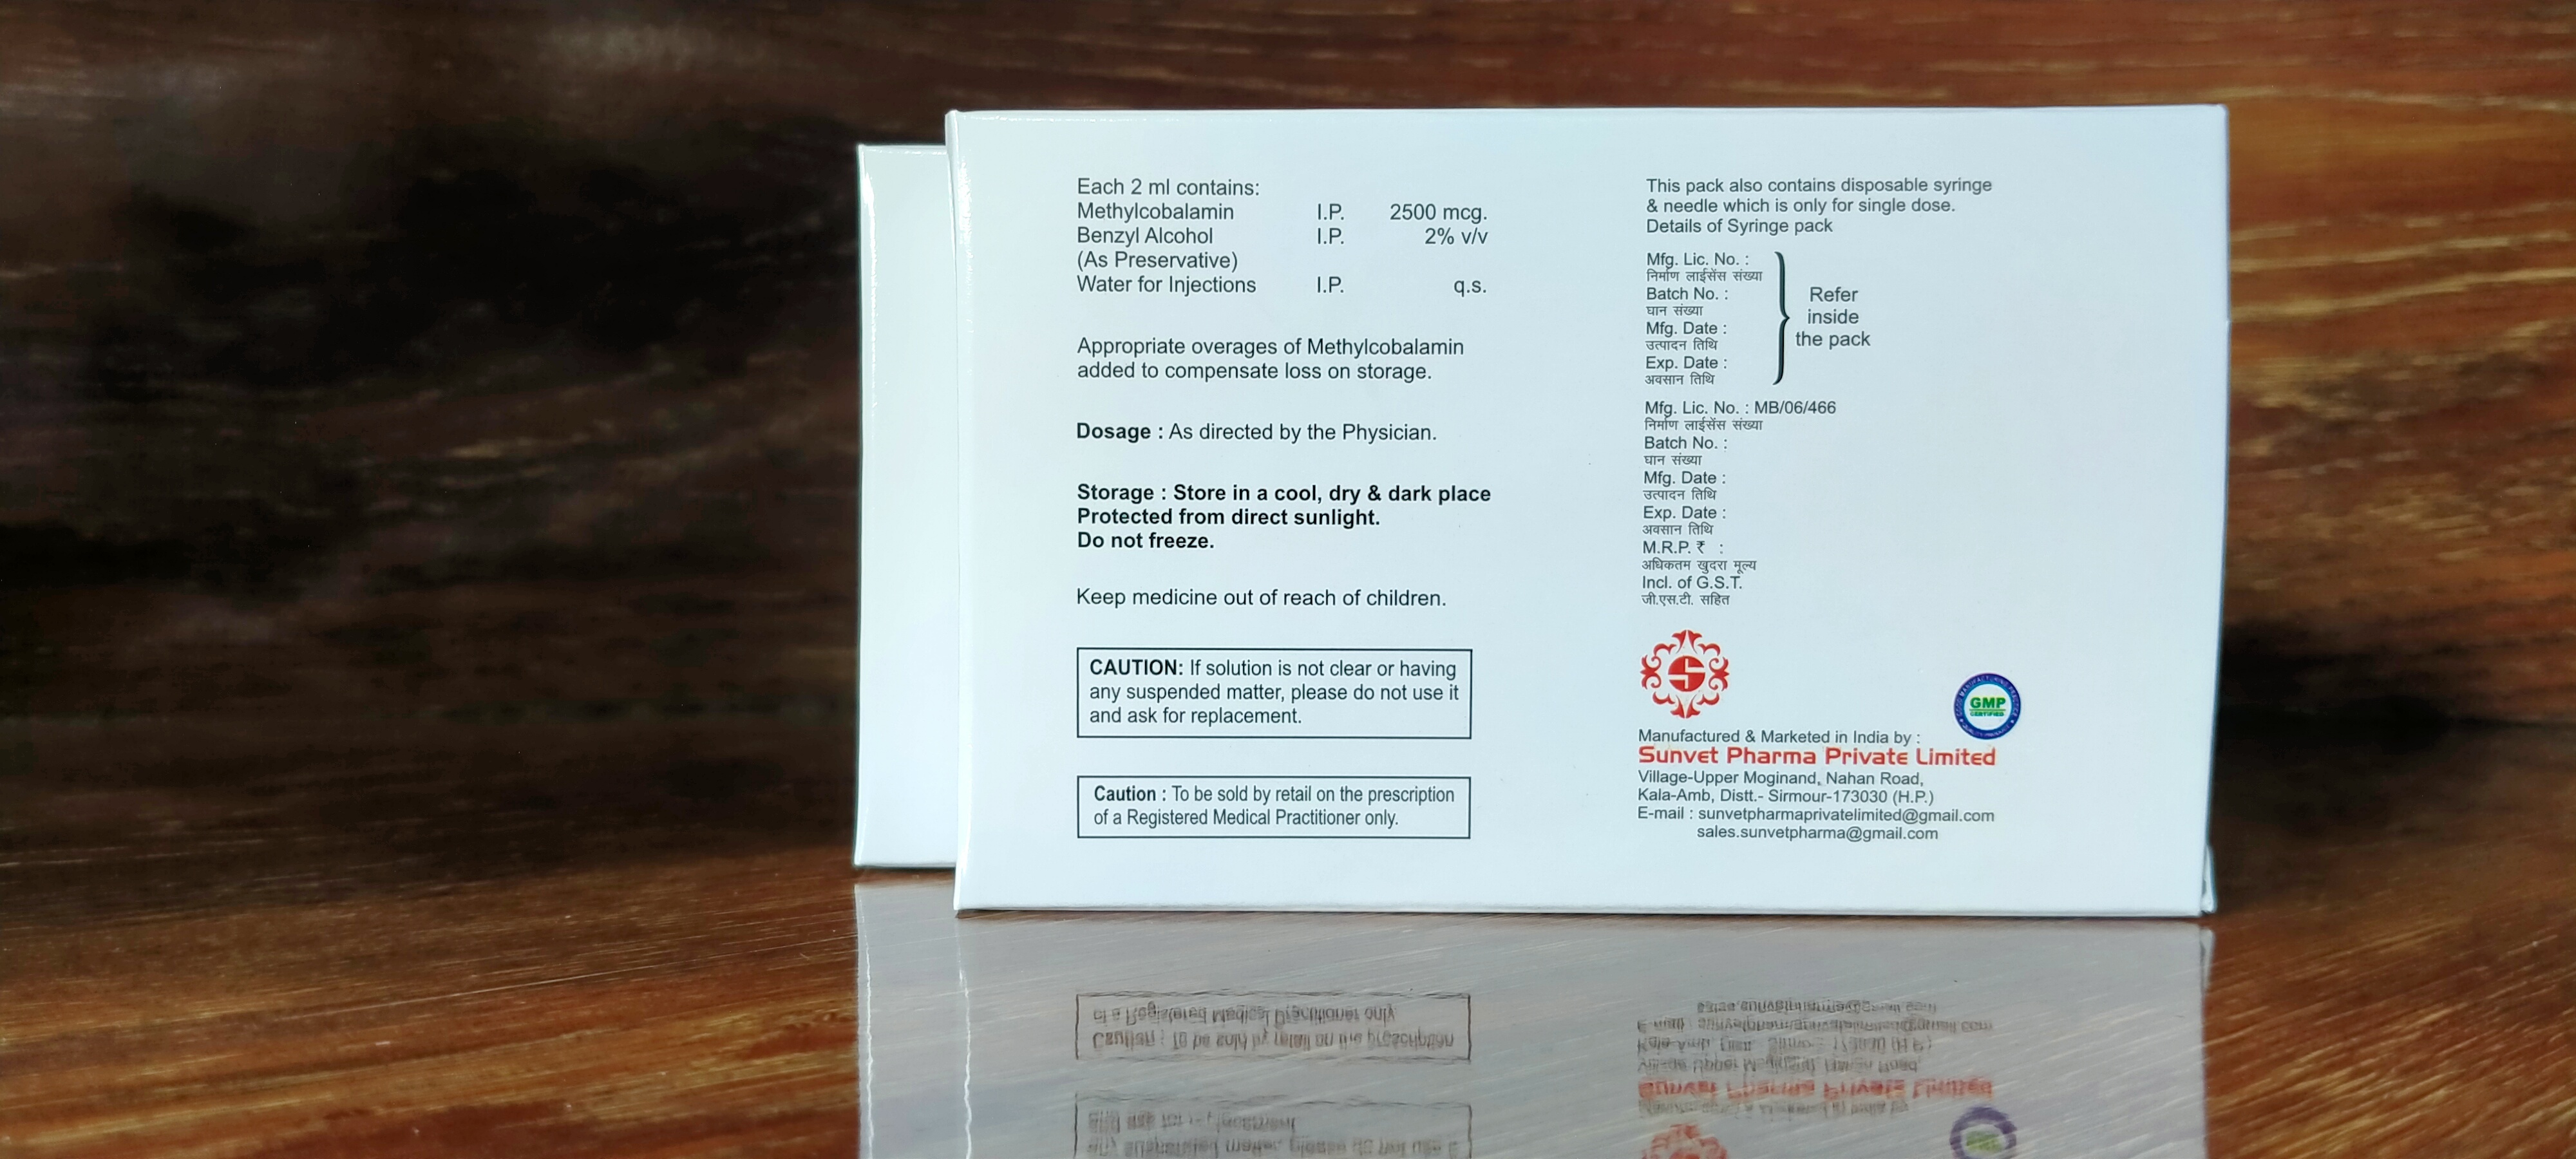 Each 2 ml contains:
Methylcobalamin I.P. 2500 mcg.
Benzyl Alcohol I.P. 2% v/v
(As Preservative)
Water for Injections I.P. q.s.
Appropriate overages of Methylcobalamin
added to compensate loss on storage.
Dosage : As directed by the Physician.
Storage : Store in a cool, dry & dark place
Protected from direct sunlight.
Do not freeze.
Keep medicine out of reach of children.
CAUTION: If solution is not clear or having
any suspended matter, please do not use it
and ask for replacement.
Caution : To be sold by retail on the prescription
of a Registered Medical Practitioner only.
This pack also contains disposable syringe
& needle which is only for single dose.
Details of Syringe pack
Mfg. Lic. No. :
निर्माण लाईसेंस संख्या
Batch No. :
घान संख्या
Mfg. Date :
उत्पादन तिथि
Exp. Date :
अवसान तिथि
Refer
inside
the pack
Mfg. Lic. No. : MB/06/466
निर्माण लाईसेंस संख्या
Batch No. :
घान संख्या
Mfg. Date :
उत्पादन तिथि
Exp. Date :
अवसान तिथि
M.R.P. ₹ :
अधिकतम खुदरा मूल्य
Incl. of G.S.T.
जी.एस.टी. सहित
GMP
CERTIFIED
Manufactured & Marketed in India by :
Sunvet Pharma Private Limited
Village-Upper Moginand, Nahan Road,
Kala-Amb, Distt.- Sirmour-173030 (H.P.)
E-mail : sunvetpharmaprivatelimited@gmail.com
sales.sunvetpharma@gmail.com